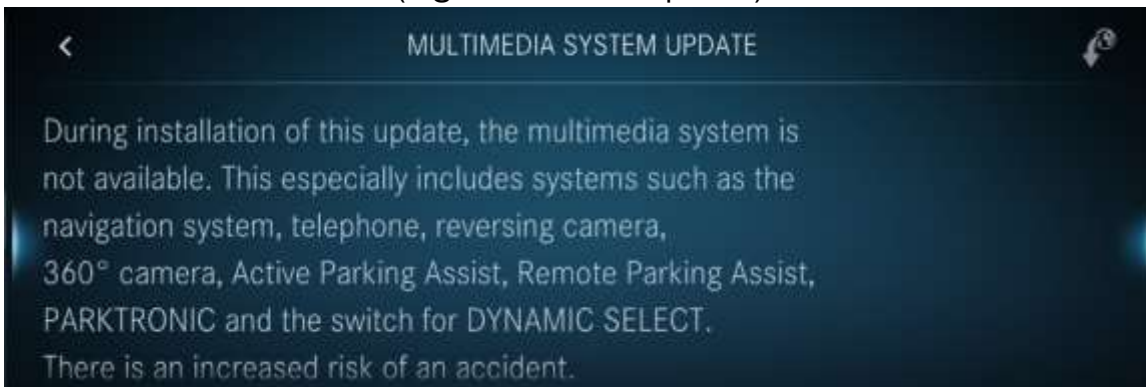 MULTIMEDIA SYSTEM UPDATE
During installation of this update, the multimedia system is
not available. This especially includes systems such as the
navigation system, telephone, reversing camera,
360° camera, Active Parking Assist, Remote Parking Assist,
PARKTRONIC and the switch for DYNAMIC SELECT.
There is an increased risk of an accident.